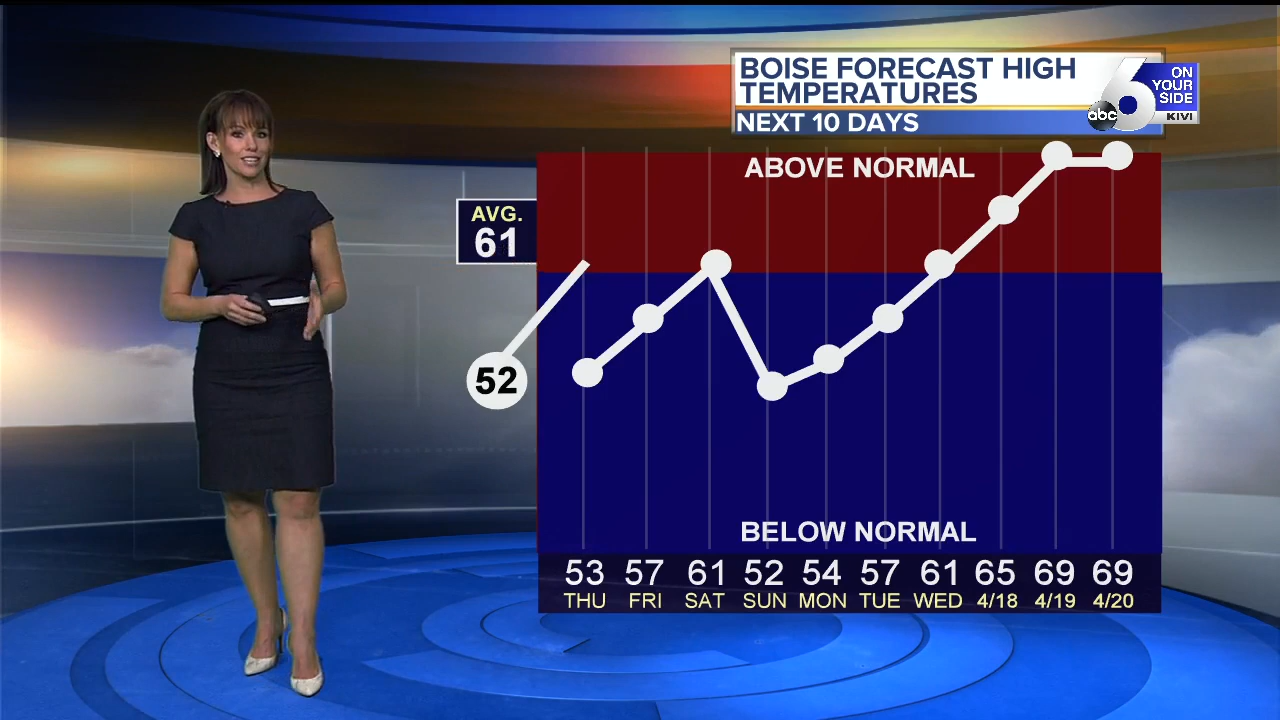 BOISE FORECAST HIGH
TEMPERATURES
NEXT 10 DAYS
abc 6 ON
YOUR
SIDE
KIVI
ABOVE NORMAL
AVG.
61
52
BELOW NORMAL
53 57 61 52 54 57 61 65 69 69
THU FRI SAT SUN MON TUE WED 4/18 4/19 4/20